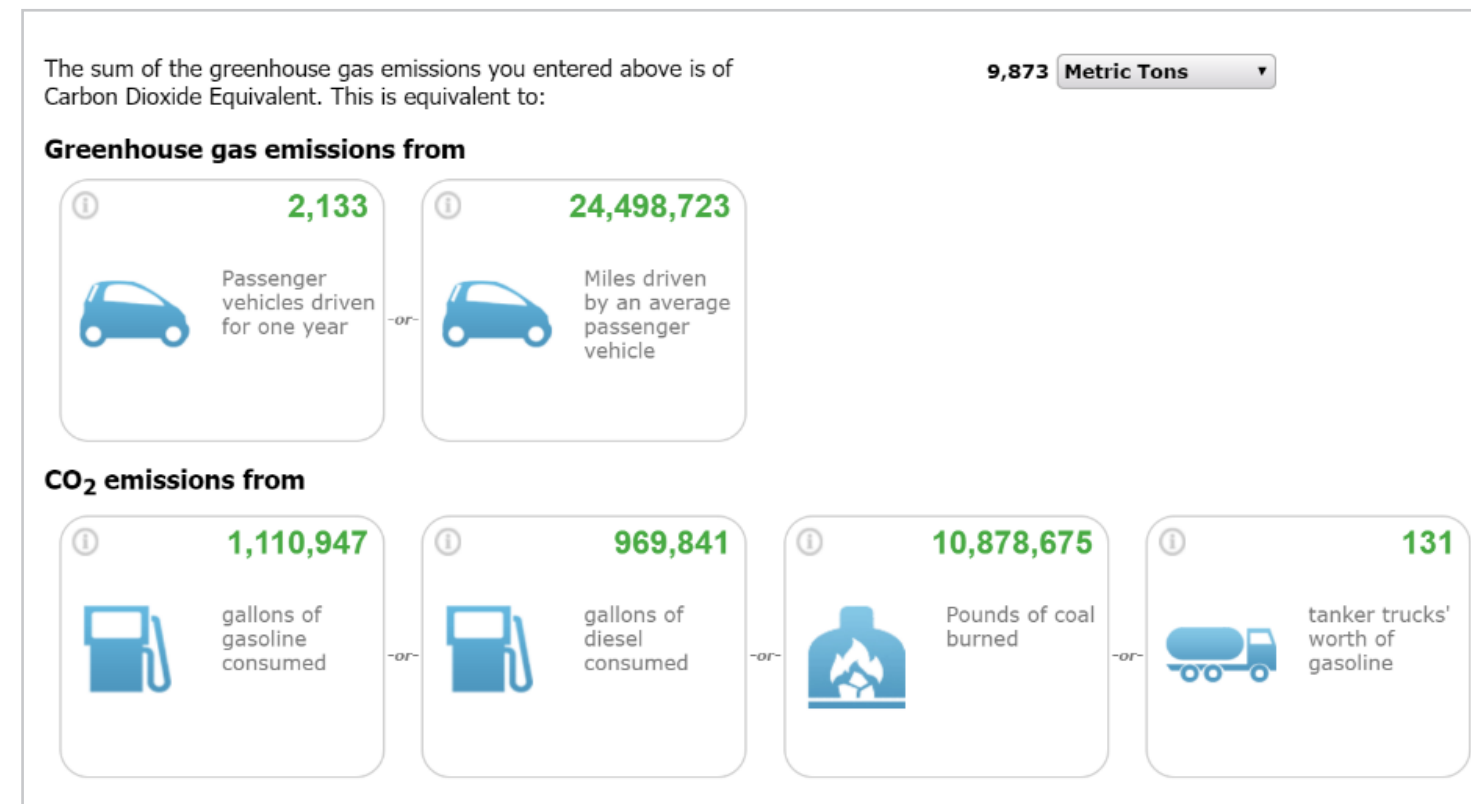 The sum of the greenhouse gas emissions you entered above is of
Carbon Dioxide Equivalent. This is equivalent to:
9,873 Metric Tons
Greenhouse gas emissions from
2,133
Passenger
vehicles driven
for one year
-or-
24,498,723
Miles driven
by an average
passenger
vehicle
CO₂ emissions from
1,110,947
gallons of
gasoline
consumed
-or-
969,841
gallons of
diesel
consumed
-or-
10,878,675
Pounds of coal
burned
-or-
131
tanker trucks'
worth of
gasoline